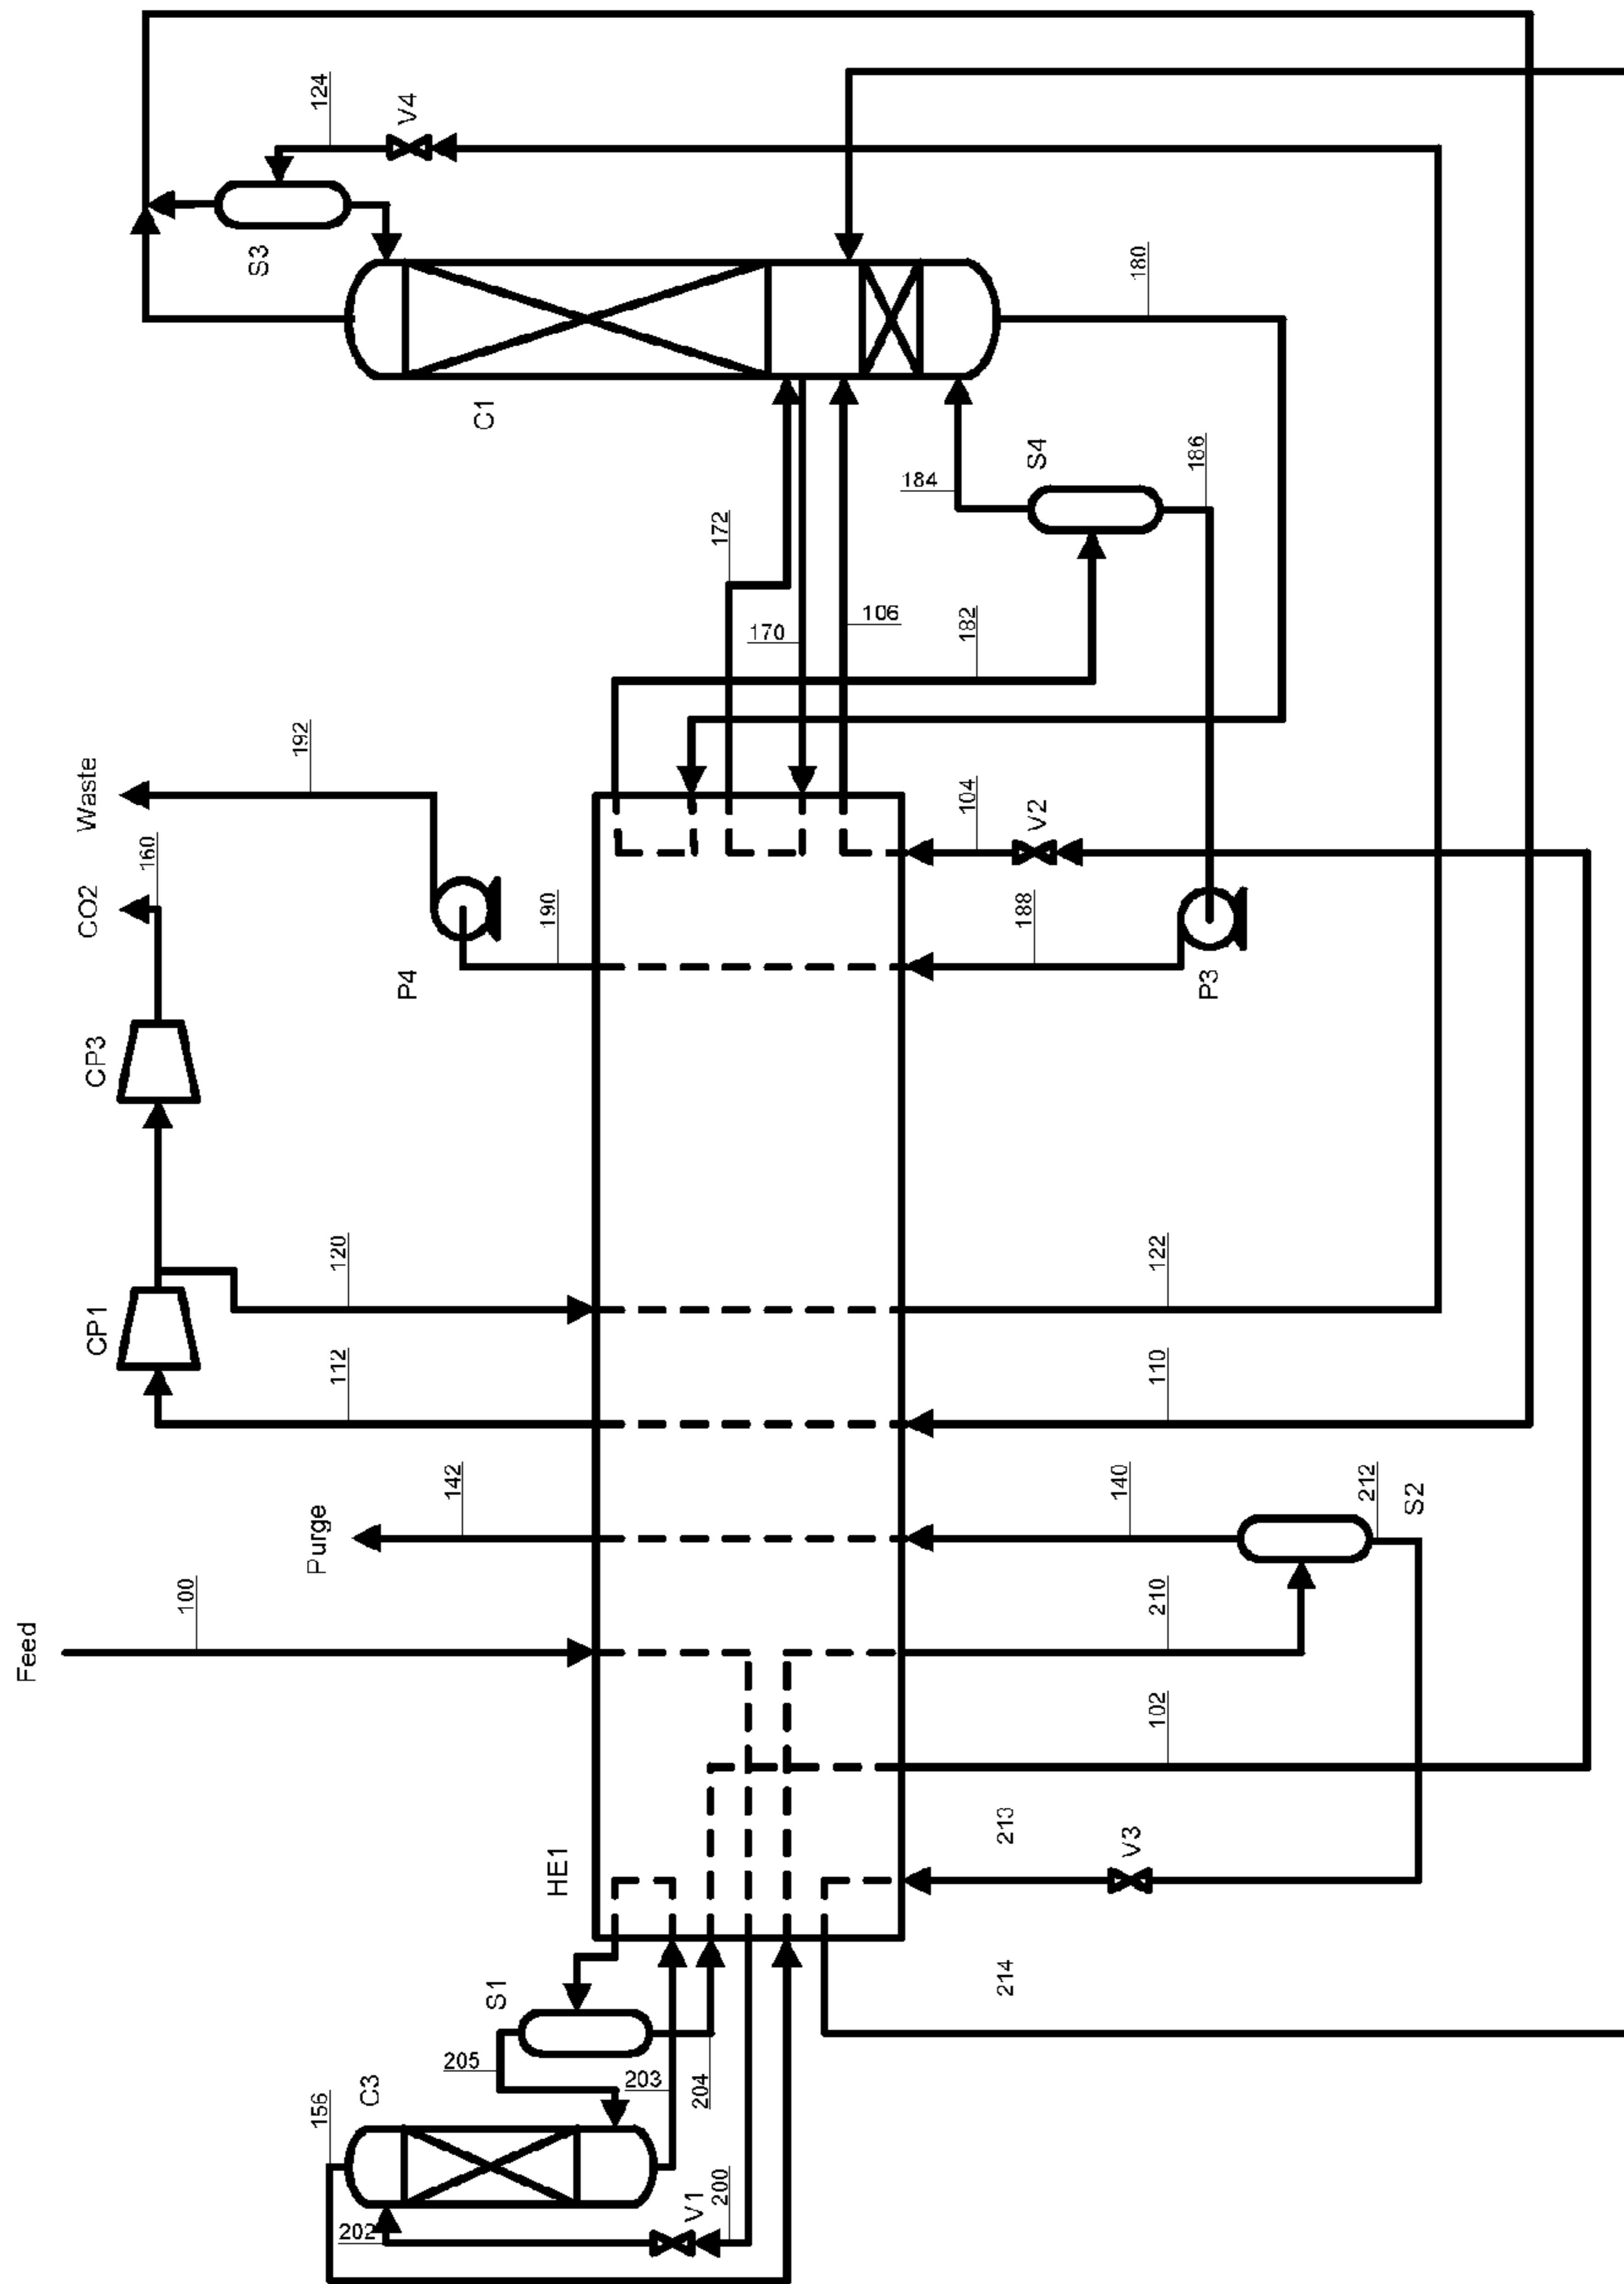 124
V4
S3
180
C1
S4
186
184
172
106
182
170
192
Waste
104
V2
160
CO2
190
188
P4
P3
CP3
120
122
CP1
112
110
142
140
212
S2
Purge
100
210
Feed
102
213
V3
HE1
214
S1
205
203
204
156
C3
200
V1
202